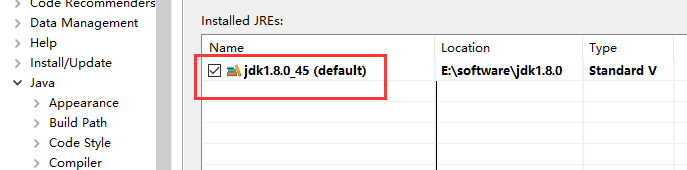 Code Recommenders
Data Management
Help
Install/Update
Java
Appearance
Build Path
Code Style
Compiler
Installed JREs:
Name Location Type
jdk1.8.0_45 (default) E:\software\jdk1.8.0 Standard V